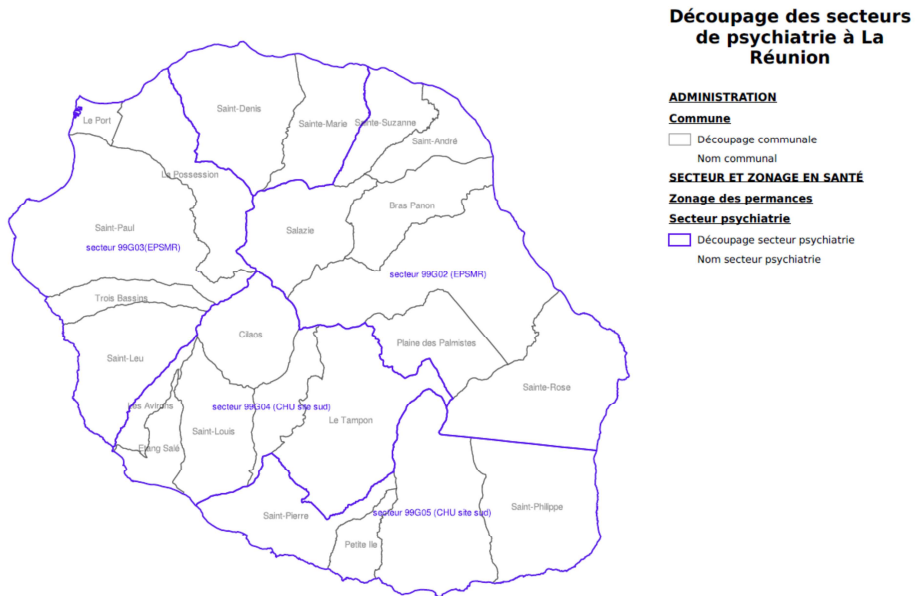 Découpage des secteurs
de psychiatrie à La
Réunion
ADMINISTRATION
Commune
Découpage communale
Nom communal
SECTEUR ET ZONAGE EN SANTÉ
Zonage des permances
Secteur psychiatrie
Découpage secteur psychiatrie
Nom secteur psychiatrie
Saint-Denis
Le Port
Sainte-Marie
Sainte-Suzanne
Saint-André
La Possession
Bras Panon
Saint-Paul
Salazie
secteur 99G03(EPSMR)
secteur 99G02 (EPSMR)
Trois Bassins
Cilaos
Plaine des Palmistes
Saint-Leu
Sainte-Rose
Les Avirons
secteur 99G04 (CHU site sud)
Le Tampon
Saint-Louis
Etang Salé
Saint-Philippe
Saint-Pierre
secteur 99G05 (CHU site sud)
Petite Ile